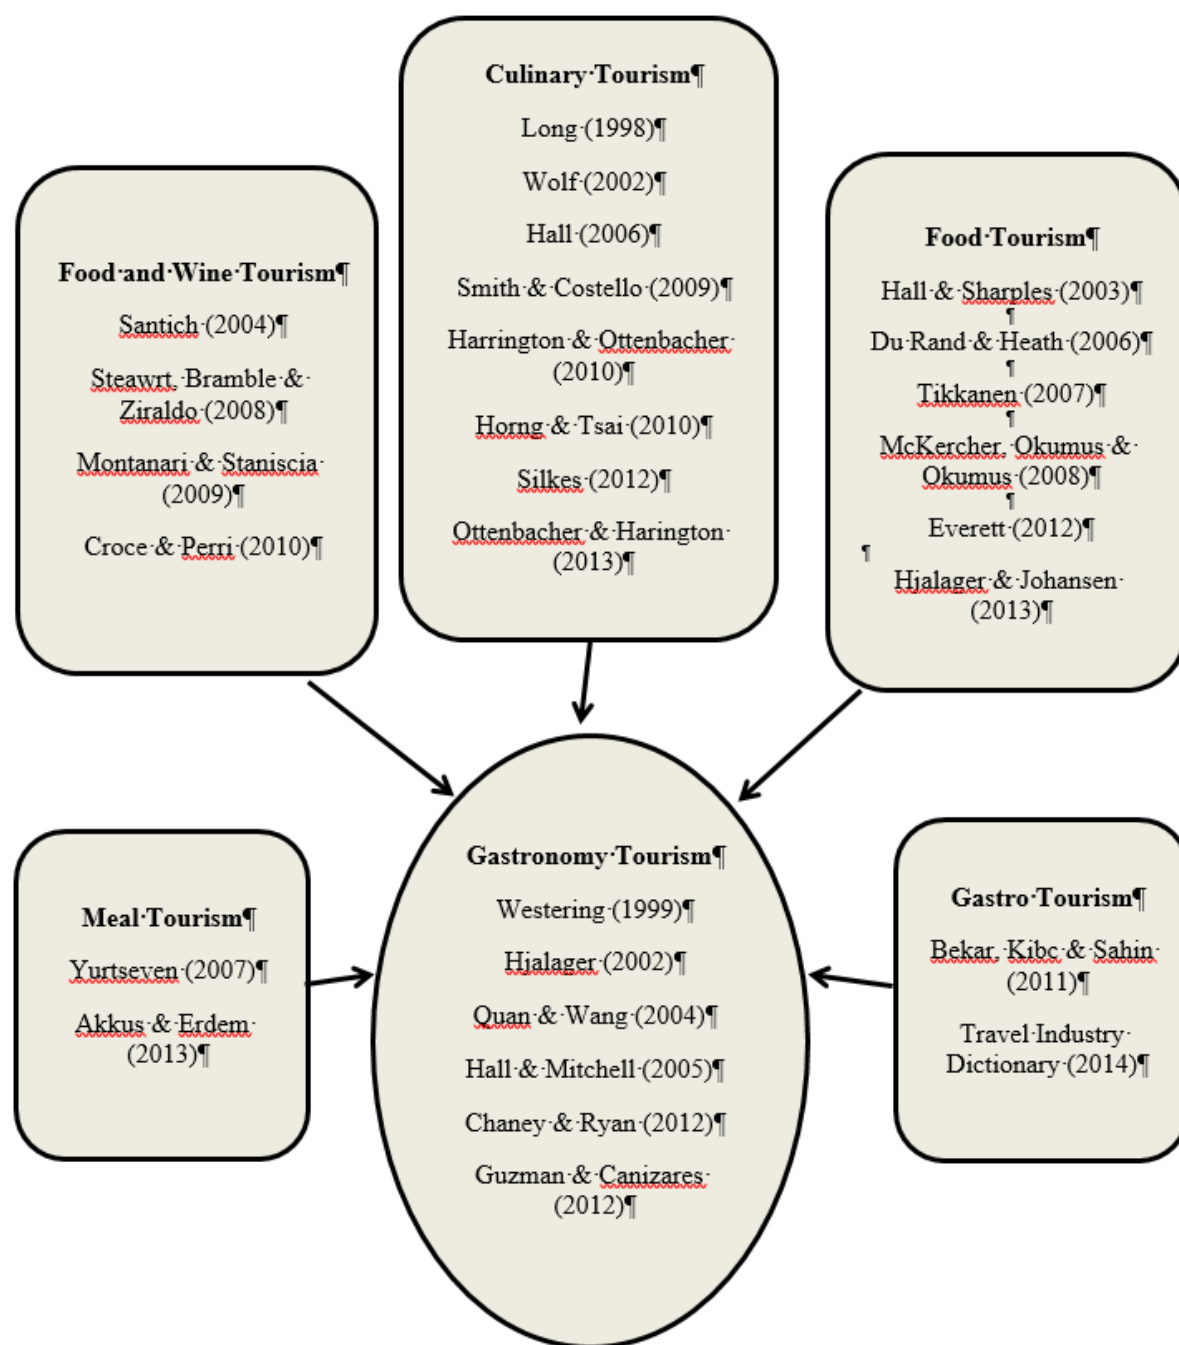 Culinary Tourism¶
Long (1998)¶
Wolf (2002)¶
Hall (2006)¶
Smith & Costello (2009)¶
Harrington & Ottenbacher
(2010)¶
Horng & Tsai (2010)¶
Silkes (2012)¶
Ottenbacher & Harington
(2013)¶
Food and Wine Tourism¶
Santich (2004)¶
Steawrt, Bramble &
Ziraldo (2008)¶
Montanari & Staniscia
(2009)¶
Croce & Perri (2010)¶
Food Tourism¶
Hall & Sharples (2003)¶
¶
Du Rand & Heath (2006)¶
¶
Tikkanen (2007)¶
¶
McKercher, Okumus &
Okumus (2008)¶
¶
Everett (2012)¶
¶
Hjalager & Johansen
(2013)¶
Meal Tourism¶
Yurtseven (2007)¶
Akkus & Erdem
(2013)¶
Gastronomy Tourism¶
Westering (1999)¶
Hjalager (2002)¶
Quan & Wang (2004)¶
Hall & Mitchell (2005)¶
Chaney & Ryan (2012)¶
Guzman & Canizares
(2012)¶
Gastro Tourism¶
Bekar, Kibc & Sahin
(2011)¶
Travel Industry
Dictionary (2014)¶